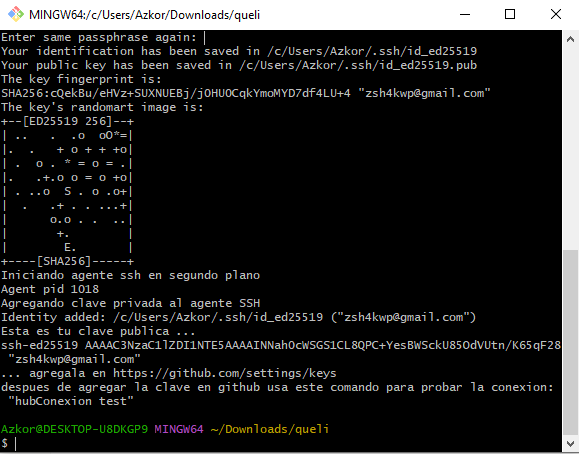 MINGW64:/c/Users/Azkor/Downloads/queli
Enter same passphrase again:
Your identification has been saved in /c/Users/Azkor/.ssh/id_ed25519
Your public key has been saved in /c/Users/Azkor/.ssh/id_ed25519.pub
The key fingerprint is:
SHA256:cQekBu/eHVz+SUXNUEBj/jOHUOCqkYmoMYD7df4LU+4 "zsh4kwp@gmail.com"
The key's randomart image is:
+--[ED25519 256]--+
| ..   .  .o  oO*=|
|.  .   + o + + +o|
| .  o . * = o = .|
|.   .+.o o = o +o|
| . ..o  S . o .o+|
|  .   .+ . . ...+|
|      o.o . .  ..|
|       +.        |
|        E.       |
+----[SHA256]-----+
Iniciando agente ssh en segundo plano
Agent pid 1018
Agregando clave privada al agente SSH
Identity added: /c/Users/Azkor/.ssh/id_ed25519 ("zsh4kwp@gmail.com")
Esta es tu clave publica ...
ssh-ed25519 AAAAC3NzaC1lZDI1NTE5AAAAINNahOcWSGS1CL8QPC+YesBWSckU85OdVUtn/K65qF28
"zsh4kwp@gmail.com"
... agregala en https://github.com/settings/keys
despues de agregar la clave en github usa este comando para probar la conexion:
"hubConexion test"
Azkor@DESKTOP-U8DKGP9 MINGW64 ~/Downloads/queli
$